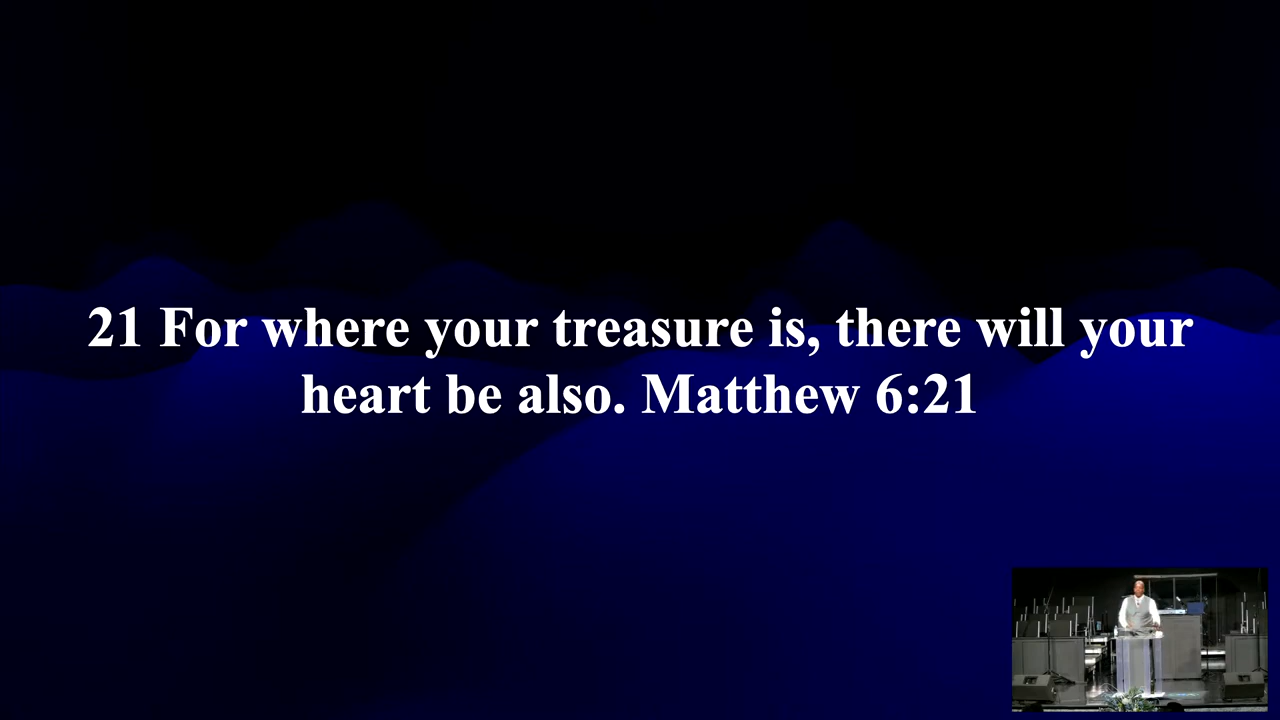 21 For where your treasure is, there will your
heart be also. Matthew 6:21